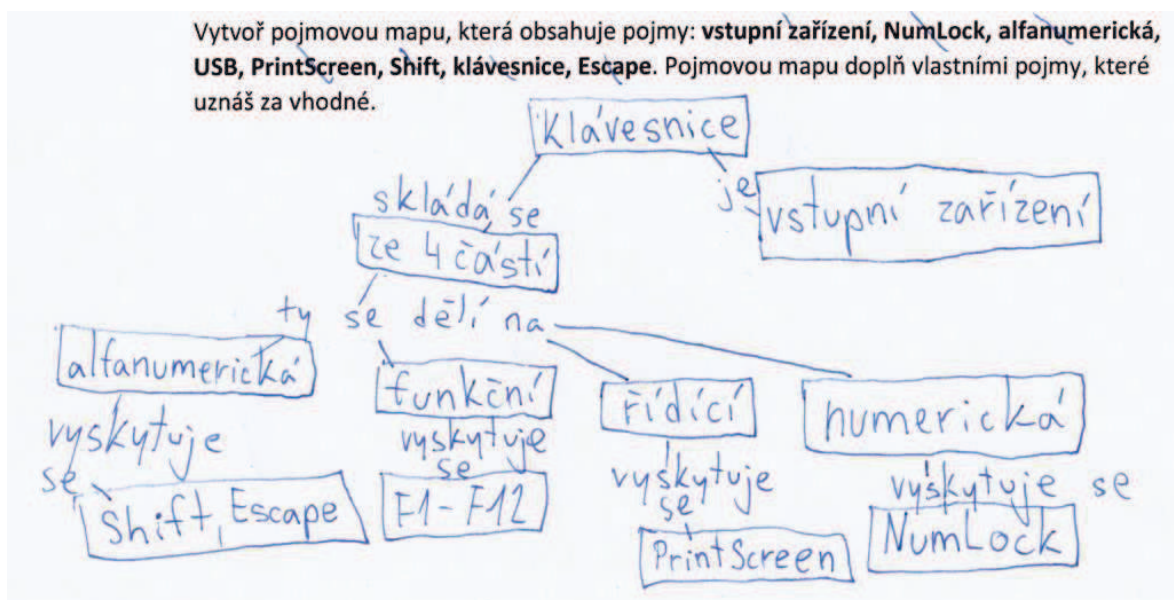 Vytvoř pojmovou mapu, která obsahuje pojmy: vstupní zařízení, NumLock, alfanumerická,
USB, PrintScreen, Shift, klávesnice, Escape. Pojmovou mapu doplň vlastními pojmy, které
uznáš za vhodné.
Klávesnice
skládá se
je
vstupní zařízení
ze 4 částí
ty se dělí na
alfanumerická
funkční
řídící
numerická
vyskytuje
se
vyskytuje
se
vyskytuje
se
vyskytuje se
Shift, Escape
F1-F12
PrintScreen
NumLock